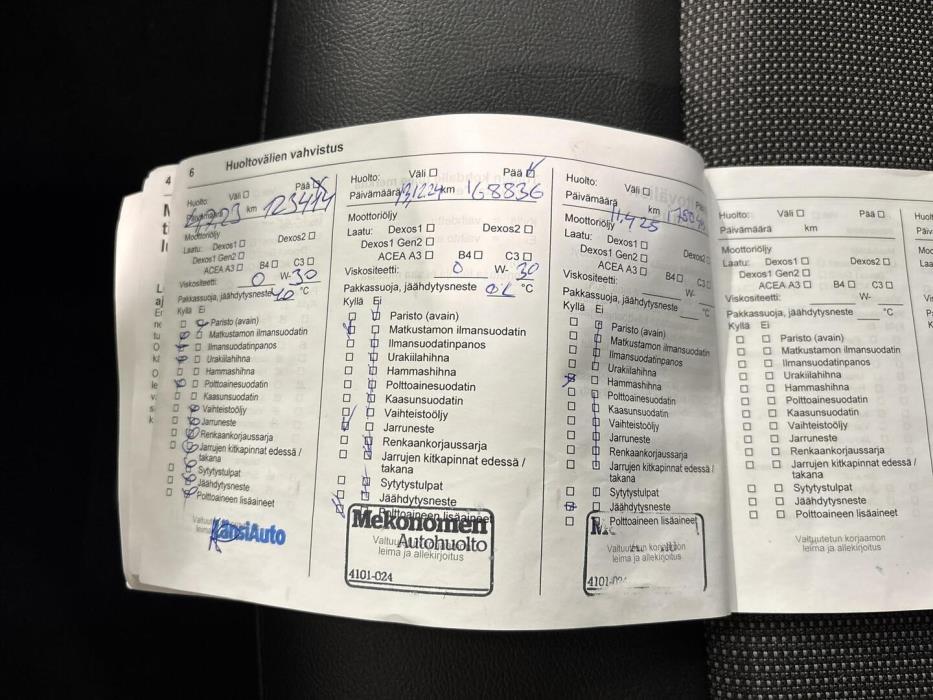 6 Huoltovälien vahvistus
Väli Pää
km 123414
Moottoriöljy
Laatu: Dexos1 Dexos2
Dexos1 Gen2
ACEA A3 B4 C3
Viskositeetti: 0 W-30
Pakkassuoja, jäähdytysneste °C
Kyllä Ei
Paristo (avain)
Matkustamon ilmansuodatin
Ilmansuodatinpanos
Urakiilahihna
Hammashihna
Polttoainesuodatin
Kaasunsuodatin
Vaihteistoöljy
Jarruneste
Renkaankorjaussarja
Jarrujen kitkapinnat edessä /
takana
Sytytystulpat
Jäähdytysneste
Polttoaineen lisäaineet
LänsiAuto
Huolto: Väli Pää
Päivämäärä km 168836
Moottoriöljy
Laatu: Dexos1 Dexos2
Dexos1 Gen2
ACEA A3 B4 C3
Viskositeetti: 0 W- 30
Pakkassuoja, jäähdytysneste °C
Kyllä Ei
Paristo (avain)
Matkustamon ilmansuodatin
Ilmansuodatinpanos
Urakiilahihna
Hammashihna
Polttoainesuodatin
Kaasunsuodatin
Vaihteistoöljy
Jarruneste
Renkaankorjaussarja
Jarrujen kitkapinnat edessä /
takana
Sytytystulpat
Jäähdytysneste
Polttoaineen lisäaineet
Mekonomen
Autohuolto
leima ja allekirjoitus
4101-024
Huolto: Väli Pää
Päivämäärä 11,4,25 km
Moottoriöljy
Laatu: Dexos1 Dexos2
Dexos1 Gen2
ACEA A3 B4 C3
Viskositeetti: W-
Pakkassuoja, jäähdytysneste °C
Kyllä Ei
Paristo (avain)
Matkustamon ilmansuodatin
Ilmansuodatinpanos
Urakiilahihna
Hammashihna
Polttoainesuodatin
Kaasunsuodatin
Vaihteistoöljy
Jarruneste
Renkaankorjaussarja
Jarrujen kitkapinnat edessä /
takana
Sytytystulpat
Jäähdytysneste
Polttoaineen lisäaineet
Valtuutetun korjaamon
leima ja allekirjoitus
Huolto: Väli Pää
Päivämäärä km
Moottoriöljy
Laatu: Dexos1 Dexos2
Dexos1 Gen2
ACEA A3 B4 C3
Viskositeetti: W-
Pakkassuoja, jäähdytysneste °C
Kyllä Ei
Paristo (avain)
Matkustamon ilmansuodatin
Ilmansuodatinpanos
Urakiilahihna
Hammashihna
Polttoainesuodatin
Kaasunsuodatin
Vaihteistoöljy
Jarruneste
Renkaankorjaussarja
Jarrujen kitkapinnat edessä /
takana
Sytytystulpat
Jäähdytysneste
Polttoaineen lisäaineet
Valtuutetun korjaamon
leima ja allekirjoitus